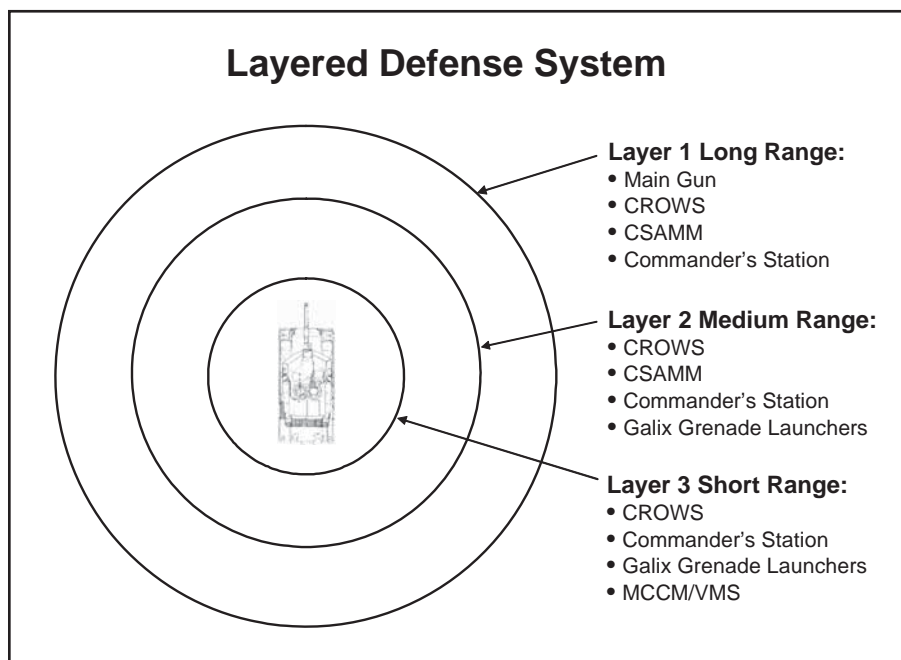 Layered Defense System
Layer 1 Long Range:
• Main Gun
• CROWS
• CSAMM
• Commander’s Station
Layer 2 Medium Range:
• CROWS
• CSAMM
• Commander’s Station
• Galix Grenade Launchers
Layer 3 Short Range:
• CROWS
• Commander’s Station
• Galix Grenade Launchers
• MCCM/VMS